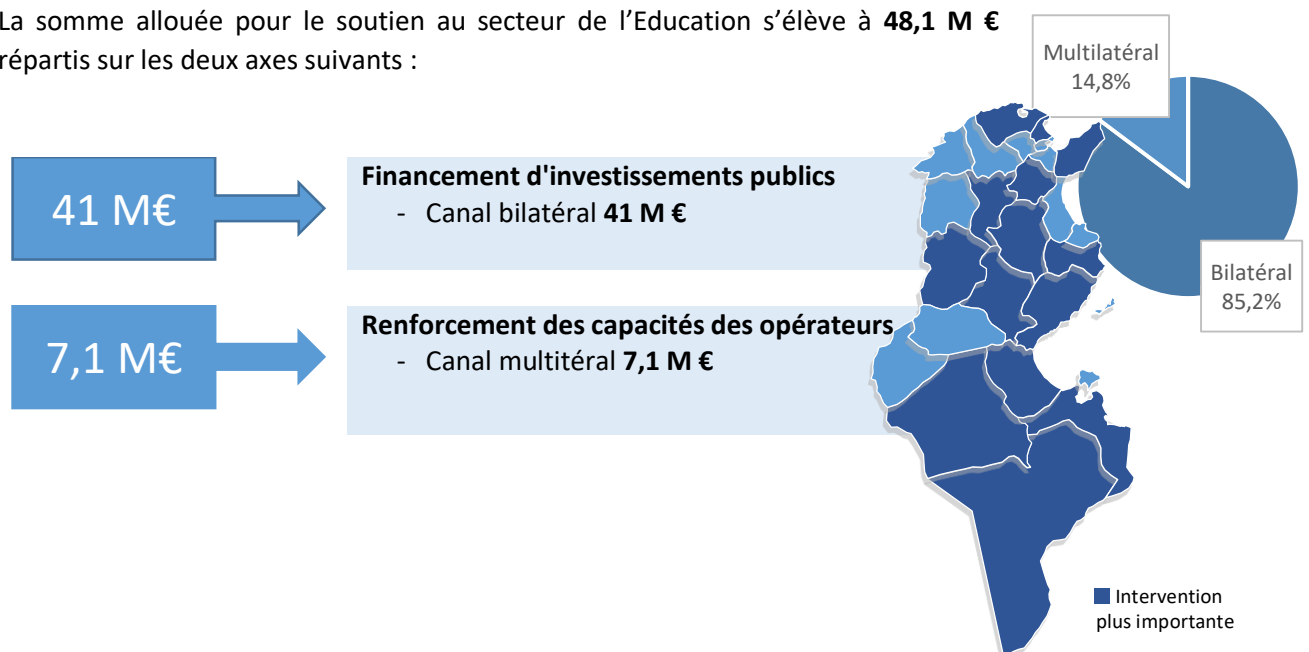 La somme allouée pour le soutien au secteur de l’Education s’élève à 48,1 M €
répartis sur les deux axes suivants :
Multilatéral
14,8%
41 M€
Financement d'investissements publics
- Canal bilatéral 41 M €
Bilatéral
85,2%
7,1 M€
Renforcement des capacités des opérateurs
- Canal multitéral 7,1 M €
Intervention
plus importante